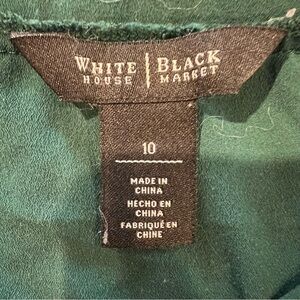 WHITE | BLACK
HOUSE | MARKET
10
MADE IN
CHINA
HECHO EN
CHINA
FABRIQUÉ EN
CHINE